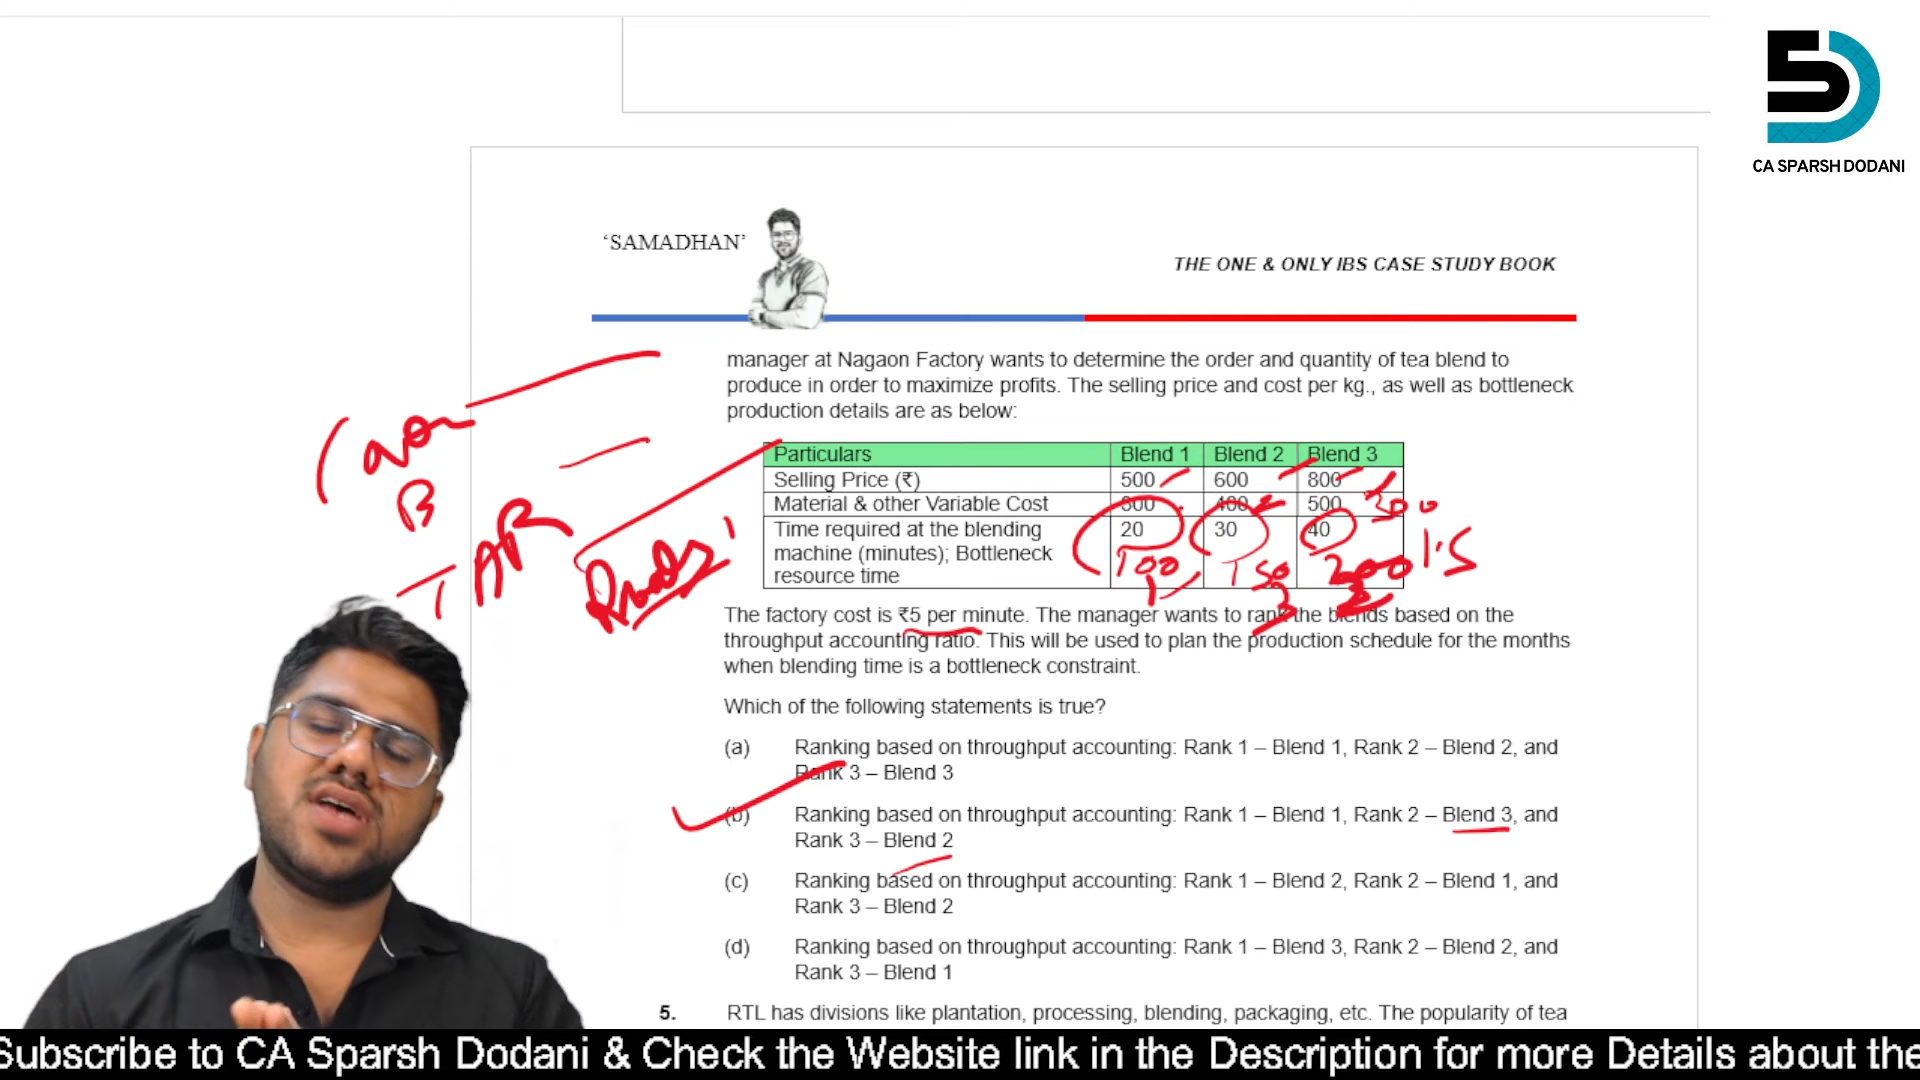 CA SPARSH DODANI
‘SAMADHAN’
THE ONE & ONLY IBS CASE STUDY BOOK
manager at Nagaon Factory wants to determine the order and quantity of tea blend to
produce in order to maximize profits. The selling price and cost per kg., as well as bottleneck
production details are as below:
Particulars Blend 1 Blend 2 Blend 3
Selling Price (₹) 500 600 800
Material & other Variable Cost 400 500
Time required at the blending 20 30 40
machine (minutes); Bottleneck
resource time
100
200
1.5
300
B
TAR
The factory cost is ₹5 per minute. The manager wants to rank the blends based on the
throughput accounting ratio. This will be used to plan the production schedule for the months
when blending time is a bottleneck constraint.
Which of the following statements is true?
(a) Ranking based on throughput accounting: Rank 1 – Blend 1, Rank 2 – Blend 2, and
Rank 3 – Blend 3
(b) Ranking based on throughput accounting: Rank 1 – Blend 1, Rank 2 – Blend 3, and
Rank 3 – Blend 2
(c) Ranking based on throughput accounting: Rank 1 – Blend 2, Rank 2 – Blend 1, and
Rank 3 – Blend 2
(d) Ranking based on throughput accounting: Rank 1 – Blend 3, Rank 2 – Blend 2, and
Rank 3 – Blend 1
5. RTL has divisions like plantation, processing, blending, packaging, etc. The popularity of tea
Subscribe to CA Sparsh Dodani & Check the Website link in the Description for more Details about the